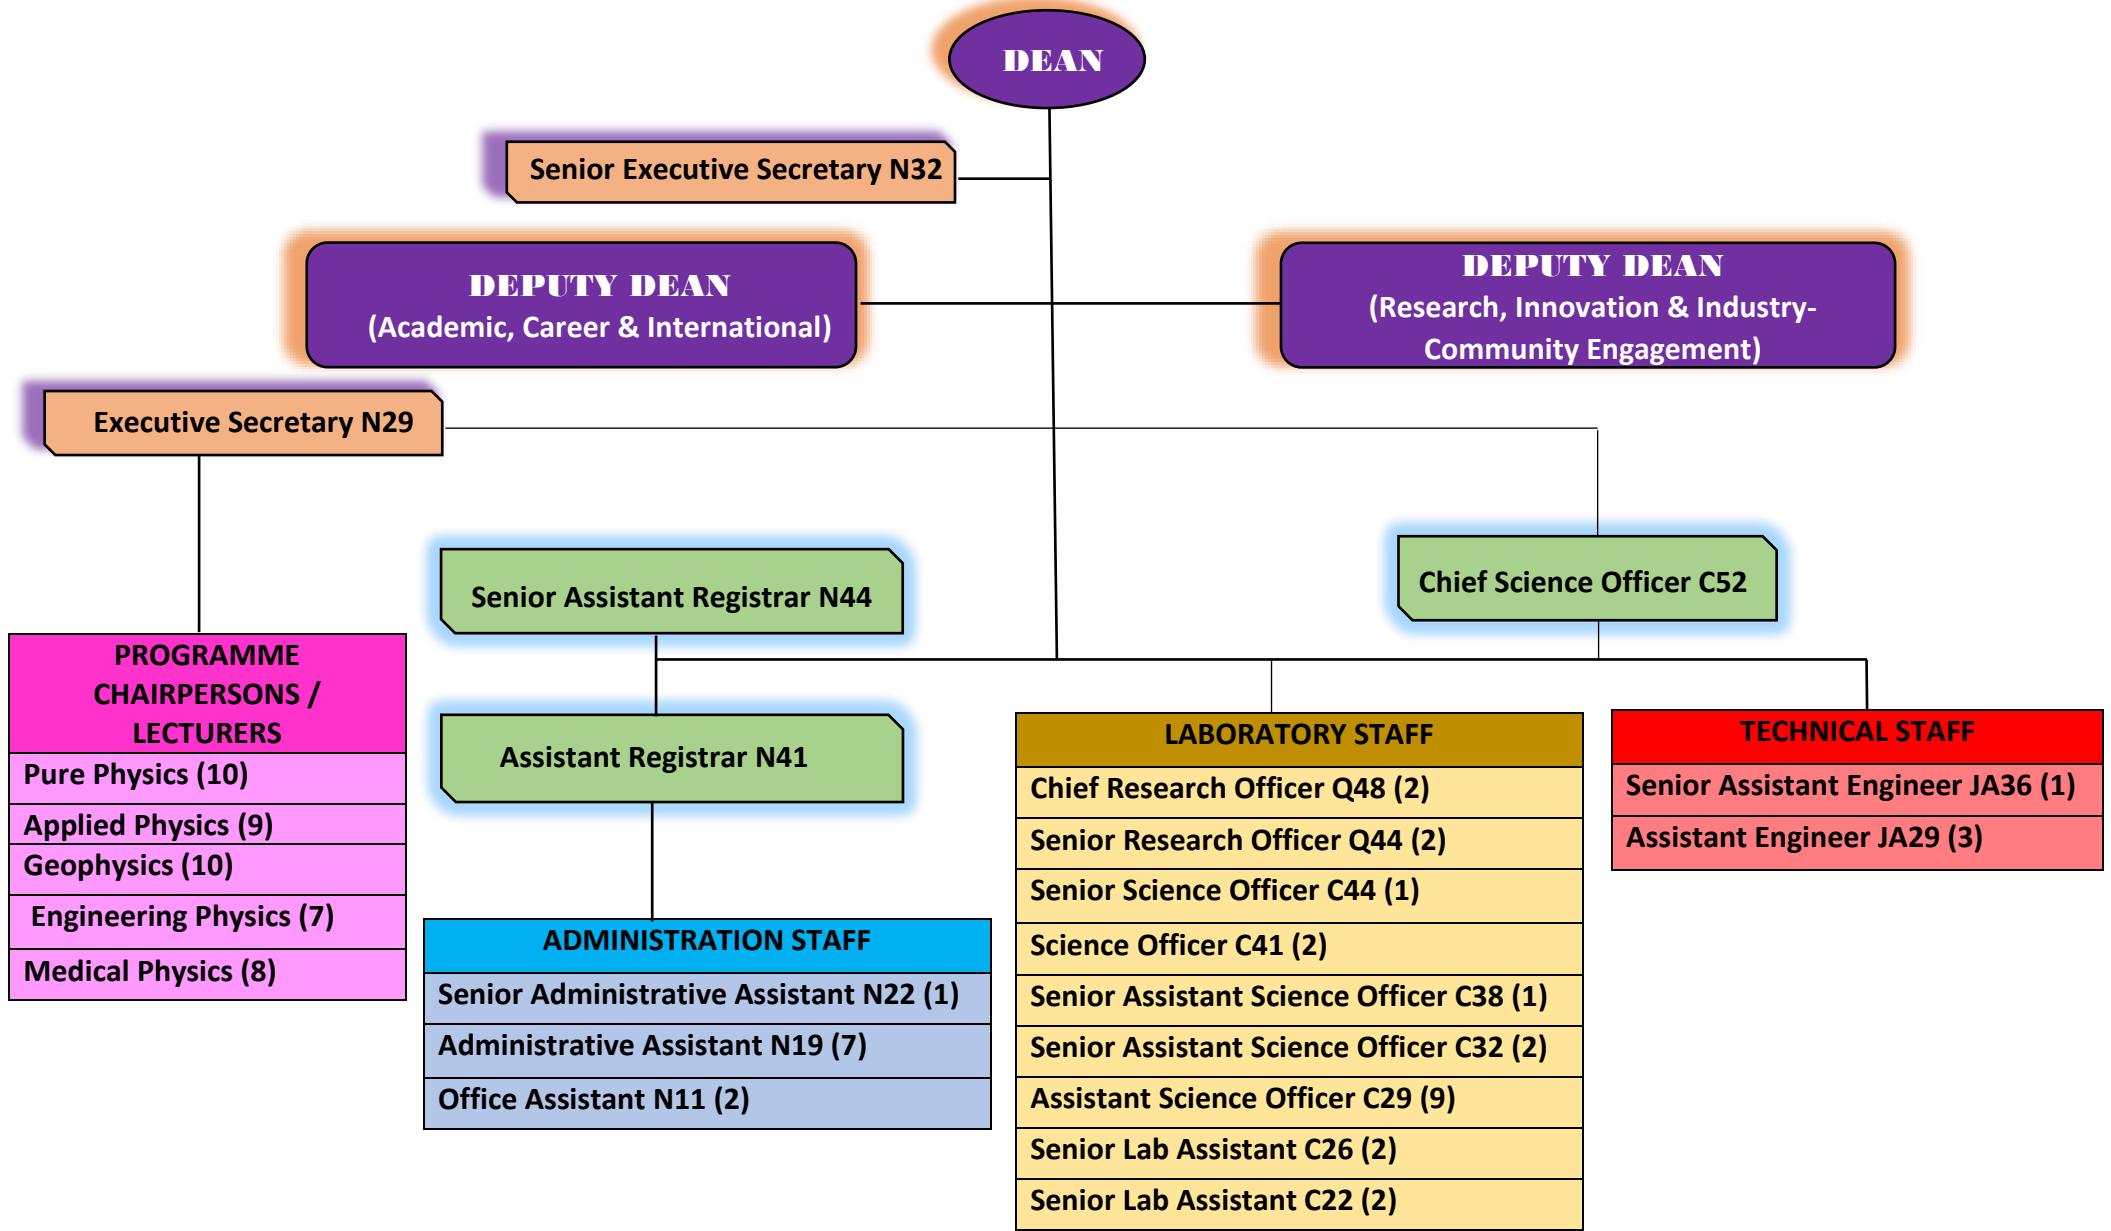 DEAN
Senior Executive Secretary N32
DEPUTY DEAN
(Academic, Career & International)
DEPUTY DEAN
(Research, Innovation & Industry-
Community Engagement)
Executive Secretary N29
Senior Assistant Registrar N44
Chief Science Officer C52
PROGRAMME
CHAIRPERSONS /
LECTURERS
Pure Physics (10)
Applied Physics (9)
Geophysics (10)
Engineering Physics (7)
Medical Physics (8)
Assistant Registrar N41
ADMINISTRATION STAFF
Senior Administrative Assistant N22 (1)
Administrative Assistant N19 (7)
Office Assistant N11 (2)
LABORATORY STAFF
Chief Research Officer Q48 (2)
Senior Research Officer Q44 (2)
Senior Science Officer C44 (1)
Science Officer C41 (2)
Senior Assistant Science Officer C38 (1)
Senior Assistant Science Officer C32 (2)
Assistant Science Officer C29 (9)
Senior Lab Assistant C26 (2)
Senior Lab Assistant C22 (2)
TECHNICAL STAFF
Senior Assistant Engineer JA36 (1)
Assistant Engineer JA29 (3)